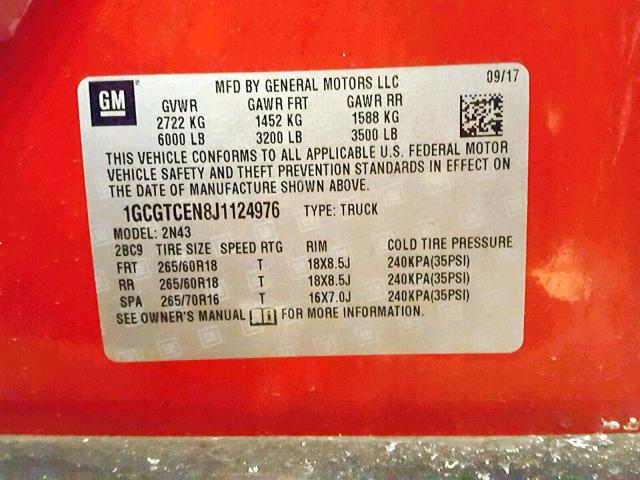 GM
MFD BY GENERAL MOTORS LLC 09/17
GVWR GAWR FRT GAWR RR
2722 KG 1452 KG 1588 KG
6000 LB 3200 LB 3500 LB
THIS VEHICLE CONFORMS TO ALL APPLICABLE U.S. FEDERAL MOTOR
VEHICLE SAFETY AND THEFT PREVENTION STANDARDS IN EFFECT ON
THE DATE OF MANUFACTURE SHOWN ABOVE.
1GCGTCEN8J1124976 TYPE: TRUCK
MODEL: 2N43
2BC9 TIRE SIZE SPEED RTG RIM COLD TIRE PRESSURE
FRT 265/60R18 T 18X8.5J 240KPA(35PSI)
RR 265/60R18 T 18X8.5J 240KPA(35PSI)
SPA 265/70R16 T 16X7.0J 240KPA(35PSI)
SEE OWNER'S MANUAL FOR MORE INFORMATION.